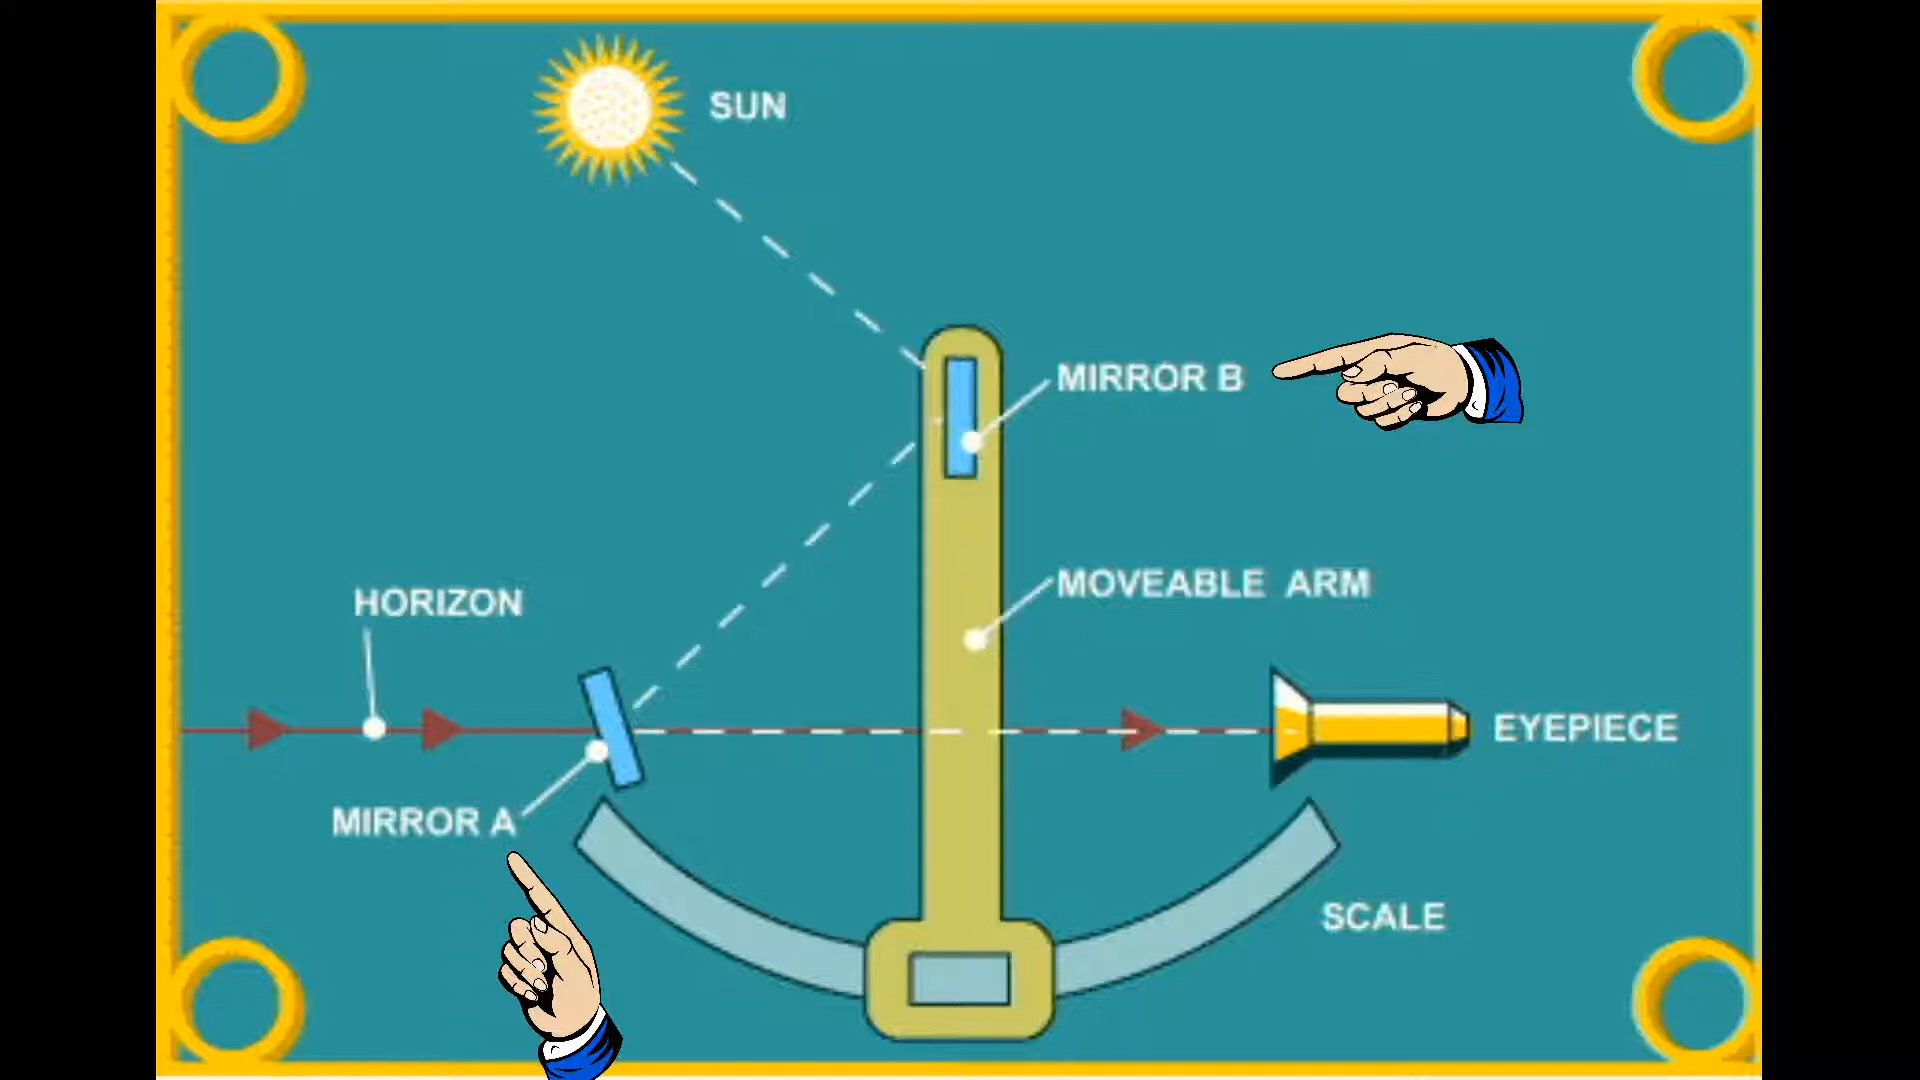 SUN
MIRROR B
MOVEABLE ARM
HORIZON
EYEPIECE
MIRROR A
SCALE